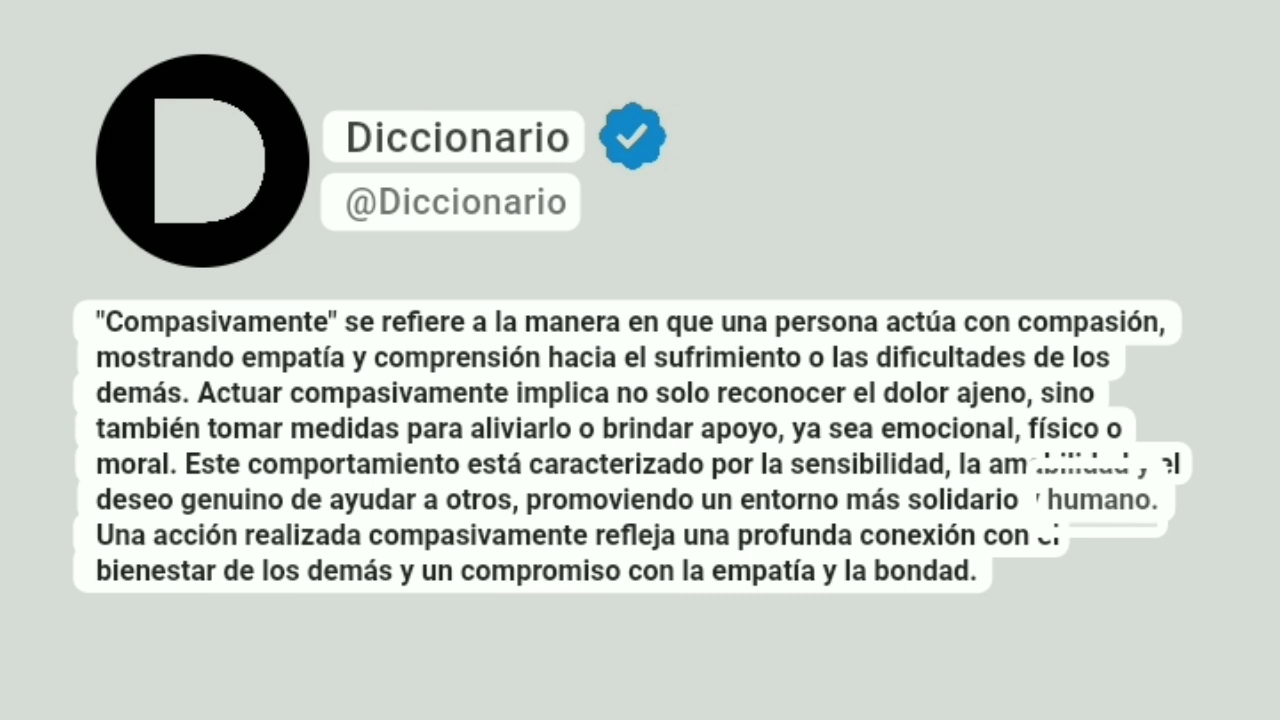 D
Diccionario
@Diccionario
"Compasivamente" se refiere a la manera en que una persona actúa con compasión,
mostrando empatía y comprensión hacia el sufrimiento o las dificultades de los
demás. Actuar compasivamente implica no solo reconocer el dolor ajeno, sino
también tomar medidas para aliviarlo o brindar apoyo, ya sea emocional, físico o
moral. Este comportamiento está caracterizado por la sensibilidad, la amabilidad y el
deseo genuino de ayudar a otros, promoviendo un entorno más solidario y humano.
Una acción realizada compasivamente refleja una profunda conexión con el
bienestar de los demás y un compromiso con la empatía y la bondad.